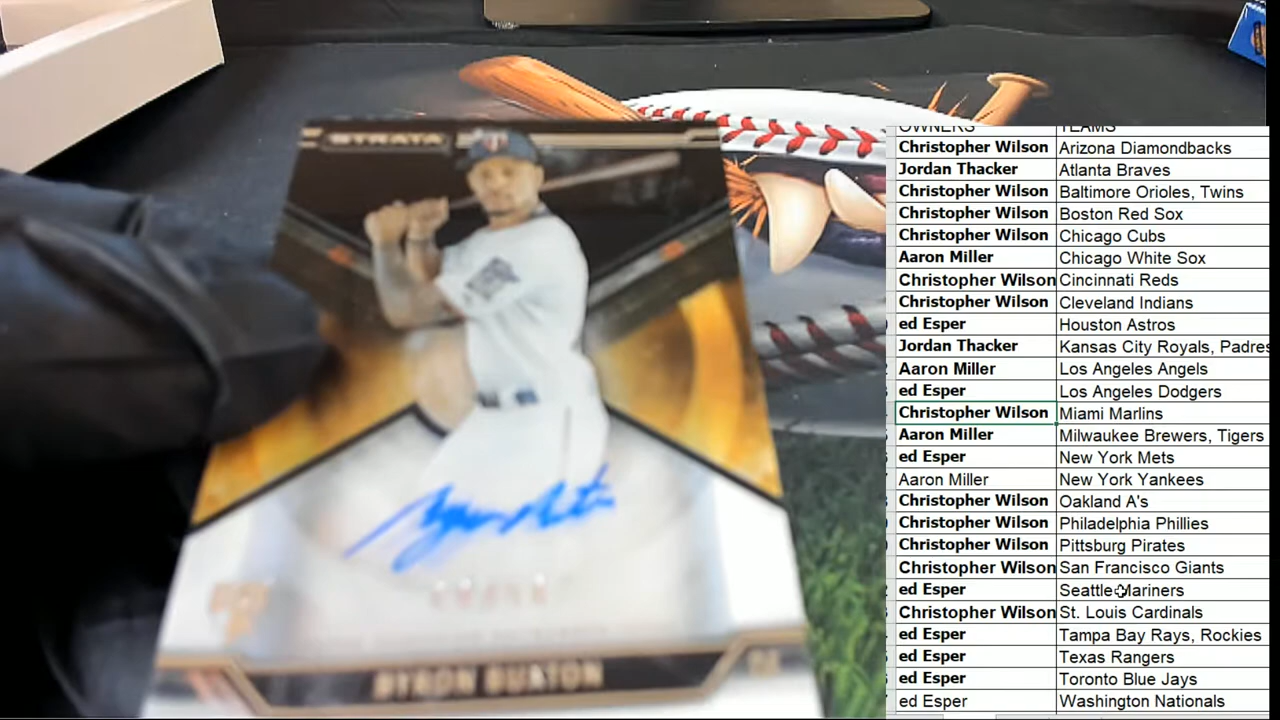 STRATA
BYRON BUXTON
OWNERS TEAMS
Christopher Wilson Arizona Diamondbacks
Jordan Thacker Atlanta Braves
Christopher Wilson Baltimore Orioles, Twins
Christopher Wilson Boston Red Sox
Christopher Wilson Chicago Cubs
Aaron Miller Chicago White Sox
Christopher Wilson Cincinnati Reds
Christopher Wilson Cleveland Indians
ed Esper Houston Astros
Jordan Thacker Kansas City Royals, Padres
Aaron Miller Los Angeles Angels
ed Esper Los Angeles Dodgers
Christopher Wilson Miami Marlins
Aaron Miller Milwaukee Brewers, Tigers
ed Esper New York Mets
Aaron Miller New York Yankees
Christopher Wilson Oakland A's
Christopher Wilson Philadelphia Phillies
Christopher Wilson Pittsburg Pirates
Christopher Wilson San Francisco Giants
ed Esper Seattle Mariners
Christopher Wilson St. Louis Cardinals
ed Esper Tampa Bay Rays, Rockies
ed Esper Texas Rangers
ed Esper Toronto Blue Jays
ed Esper Washington Nationals